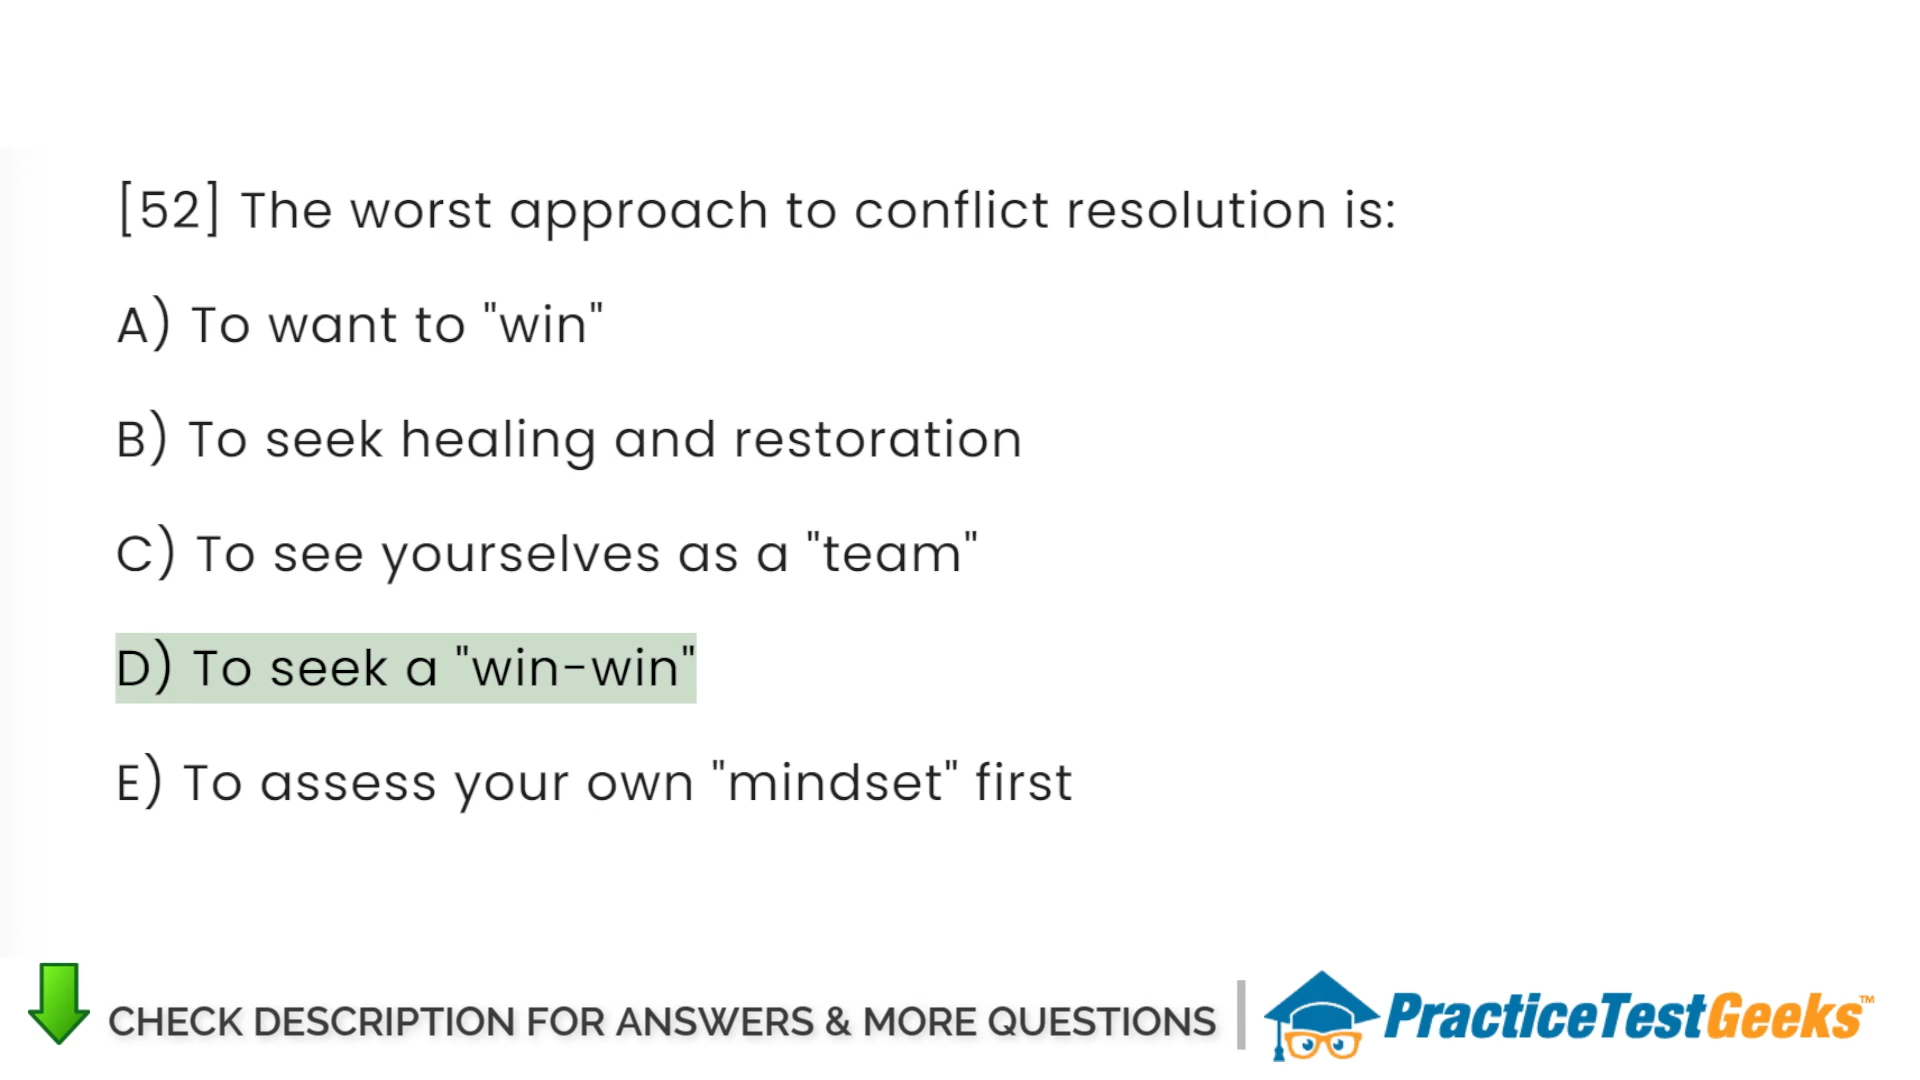 [52] The worst approach to conflict resolution is:
A) To want to "win"
B) To seek healing and restoration
C) To see yourselves as a "team"
D) To seek a "win-win"
E) To assess your own "mindset" first
CHECK DESCRIPTION FOR ANSWERS & MORE QUESTIONS
PracticeTestGeeks™